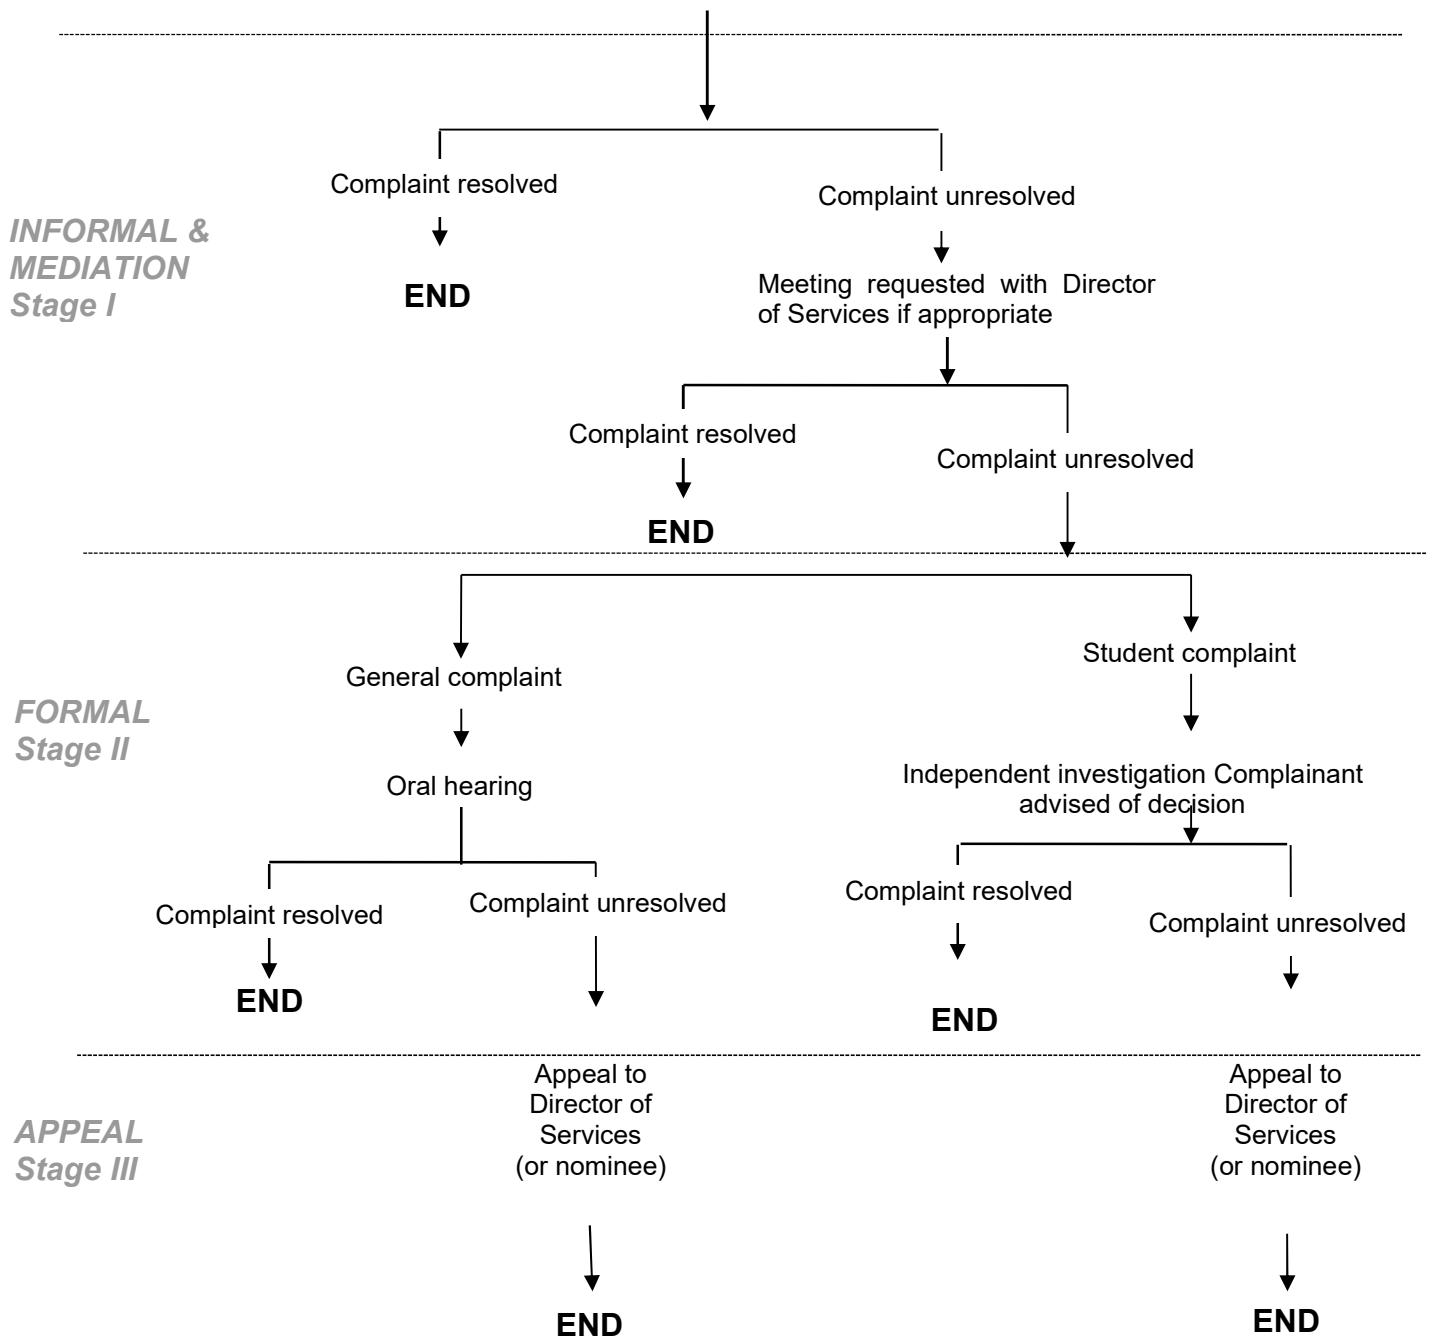 Complaint resolved
Complaint unresolved
INFORMAL &
MEDIATION
Stage I
END
Meeting requested with Director
of Services if appropriate
Complaint resolved
Complaint unresolved
END
General complaint
Student complaint
FORMAL
Stage II
Oral hearing
Independent investigation Complainant
advised of decision
Complaint resolved
Complaint unresolved
Complaint resolved
Complaint unresolved
END
END
APPEAL
Stage III
Appeal to
Director of
Services
(or nominee)
Appeal to
Director of
Services
(or nominee)
END
END